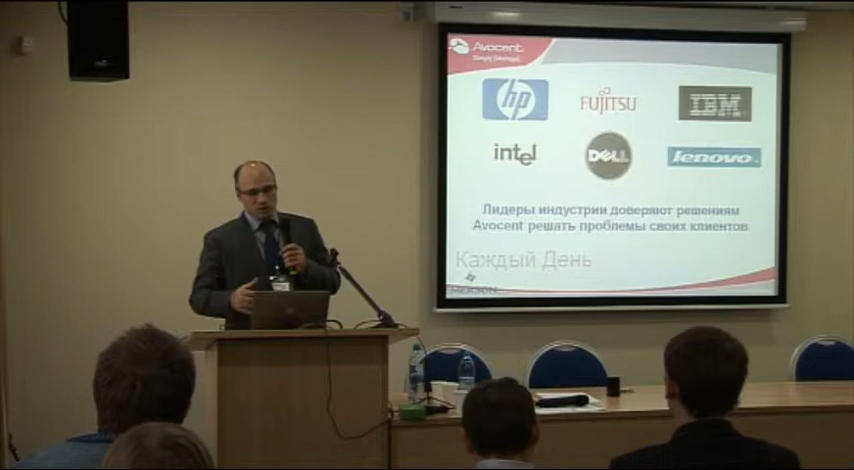 Avocent
hp
FUJITSU
IBM
intel
DELL
lenovo
Лидеры индустрии доверяют решениям
Avocent решать проблемы своих клиентов
Каждый День